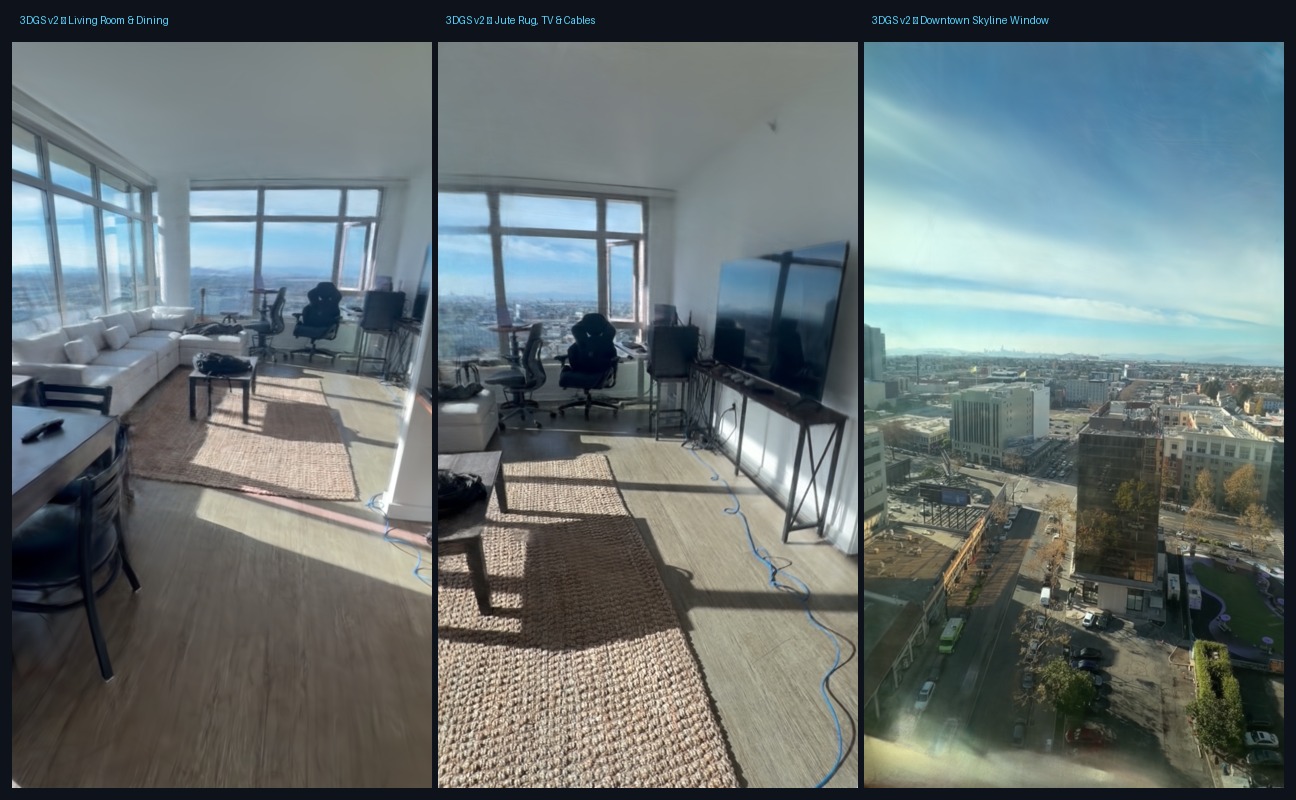 3DGS v2 ▯ Living Room & Dining
3DGS v2 ▯ Jute Rug, TV & Cables
3DGS v2 ▯ Downtown Skyline Window